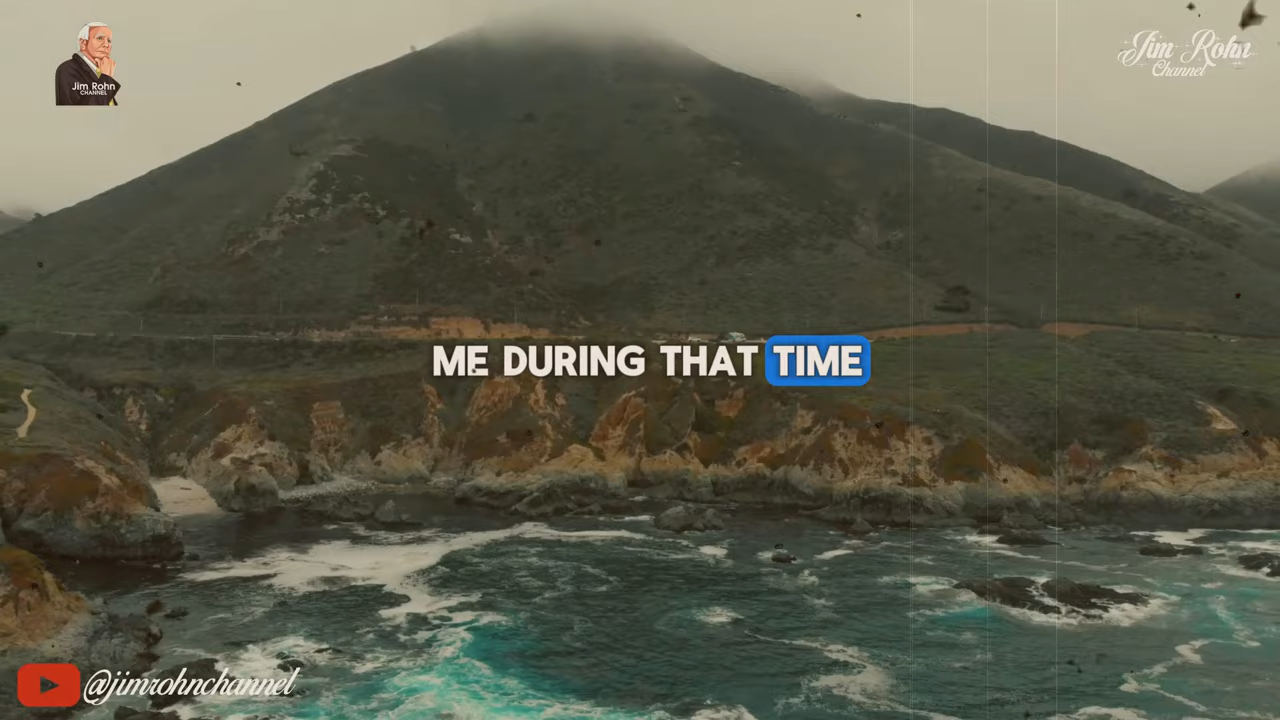 Jim Rohn
CHANNEL
Jim Rohn
Channel
ME DURING THAT TIME
@jimrohnchannel